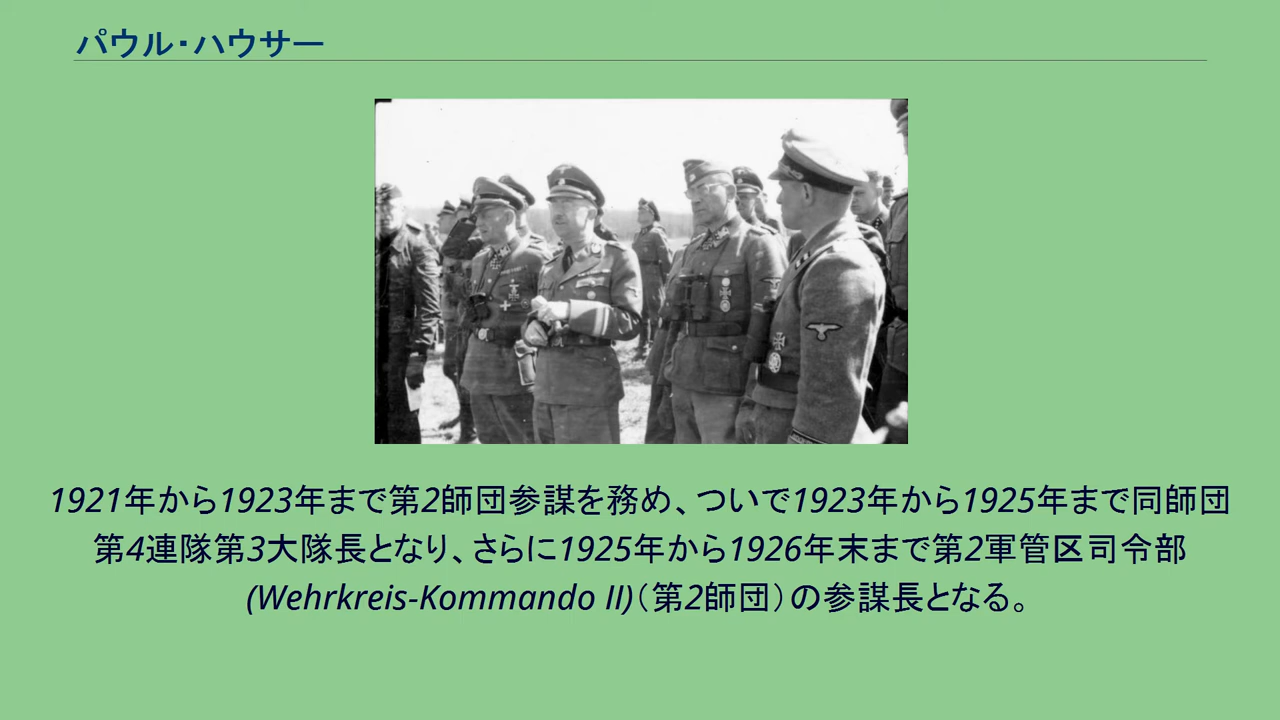 パウル・ハウサー
1921年から1923年まで第2師団参謀を務め、ついで1923年から1925年まで同師団
第4連隊第3大隊長となり、さらに1925年から1926年末まで第2軍管区司令部
(Wehrkreis-Kommando II)（第2師団）の参謀長となる。